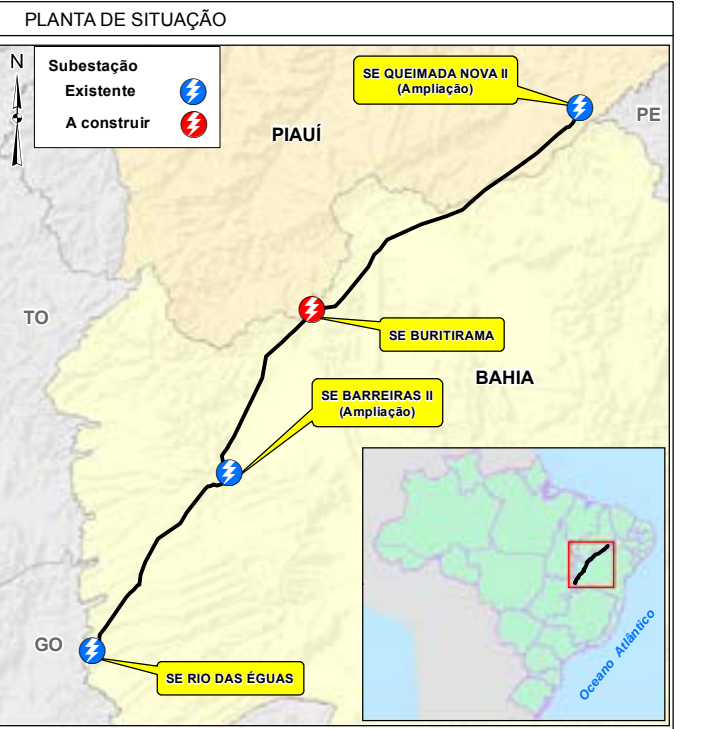 PLANTA DE SITUAÇÃO
N
Subestação
Existente
A construir
SE QUEIMADA NOVA II
(Ampliação)
PE
PIAUÍ
TO
SE BURITIRAMA
BAHIA
SE BARREIRAS II
(Ampliação)
GO
SE RIO DAS ÉGUAS
Oceano Atlântico